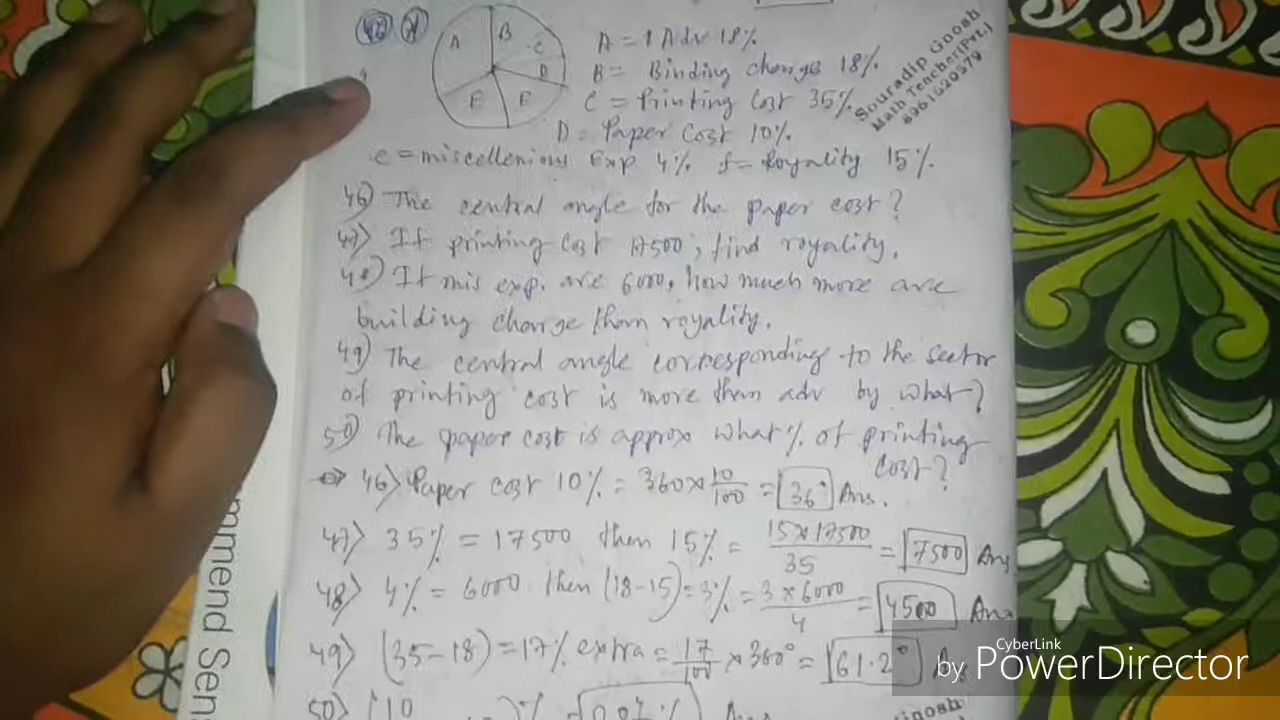 A B C D E F
A = 1 Adv 18%.
B = Binding charges 18%.
C = Printing Cost 35%.
D = Paper Cost 10%.
e = miscellenious Exp. 4% f = Royality 15%.
Souradip Ghosh
Math Teacher (Pvt.)
46) The central angle for the paper cost?
47) If printing cost 17500, find royality.
48) If mis exp. are 6000, how much more are
building charge than royality.
49) The central angle corresponding to the sector
of printing cost is more than adv by what?
50) The paper cost is approx what % of printing
cost?
⇒ 46) Paper cost 10% = 360 × 10/100 = 36° Ans.
47) 35% = 17500 then 15% = 15×17500/35 = 7500 Ans
48) 4% = 6000 then (18-15) = 3% = 3×6000/4 = 4500 Ans
49) (35-18) = 17% extra = 17/100 × 360° = 61.2° A
50) 10
mmend Sen
CyberLink
by PowerDirector